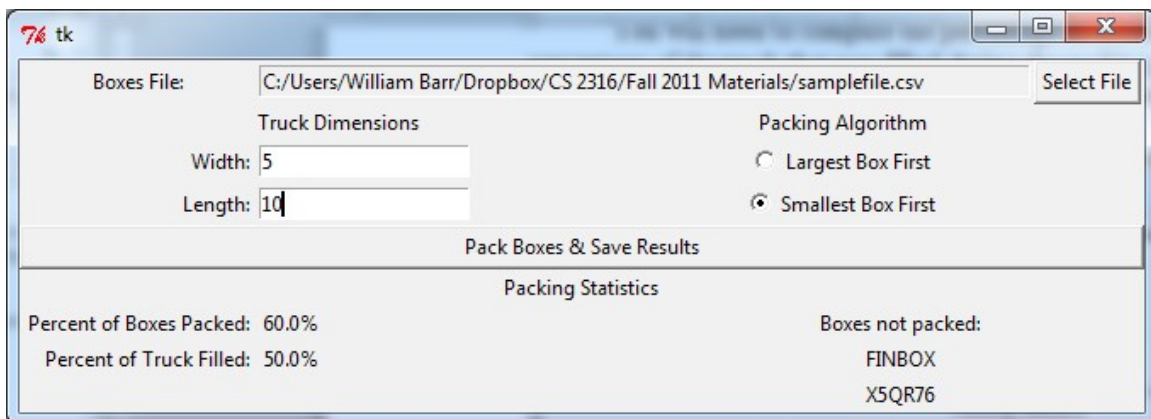 tk
Boxes File: C:/Users/William Barr/Dropbox/CS 2316/Fall 2011 Materials/samplefile.csv Select File
Truck Dimensions Packing Algorithm
Width: 5 Largest Box First
Length: 10 Smallest Box First
Pack Boxes & Save Results
Packing Statistics
Percent of Boxes Packed: 60.0% Boxes not packed:
Percent of Truck Filled: 50.0% FINBOX
X5QR76